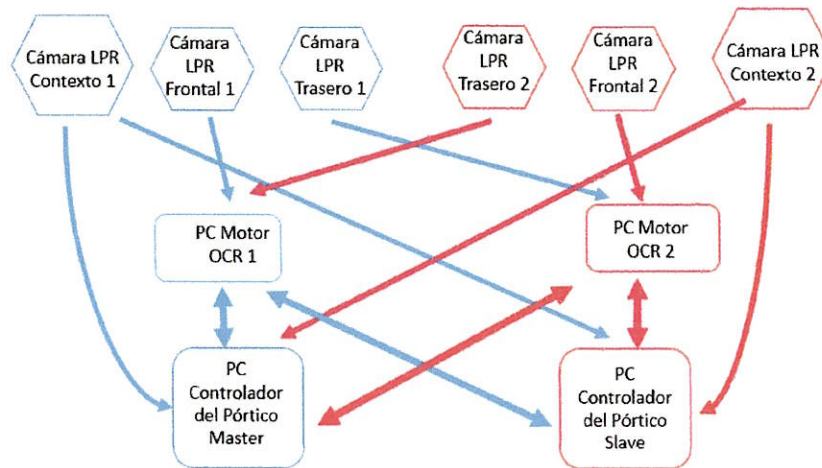 Cámara LPR
Contexto 1
Cámara
LPR
Frontal 1
Cámara
LPR
Trasero 1
Cámara
LPR
Trasero 2
Cámara
LPR
Frontal 2
Cámara LPR
Contexto 2
PC Motor
OCR 1
PC Motor
OCR 2
PC
Controlador
del Pórtico
Master
PC
Controlador
del Pórtico
Slave